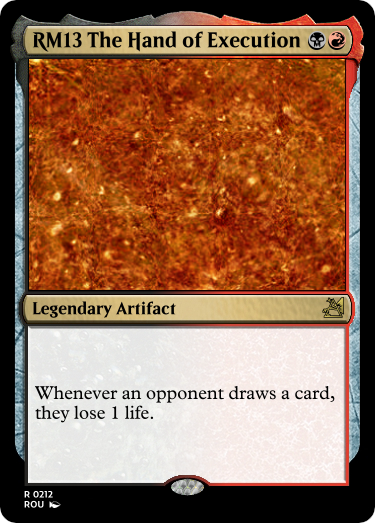 RM13 The Hand of Execution
Legendary Artifact
Whenever an opponent draws a card,
they lose 1 life.
R 0212
ROU